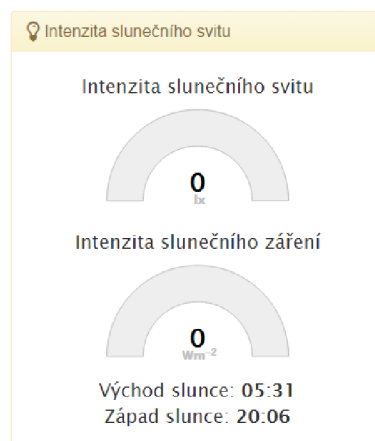 Intenzita slunečního svitu
Intenzita slunečního svitu
0
lx
Intenzita slunečního záření
0
Wm⁻²
Východ slunce: 05:31
Západ slunce: 20:06